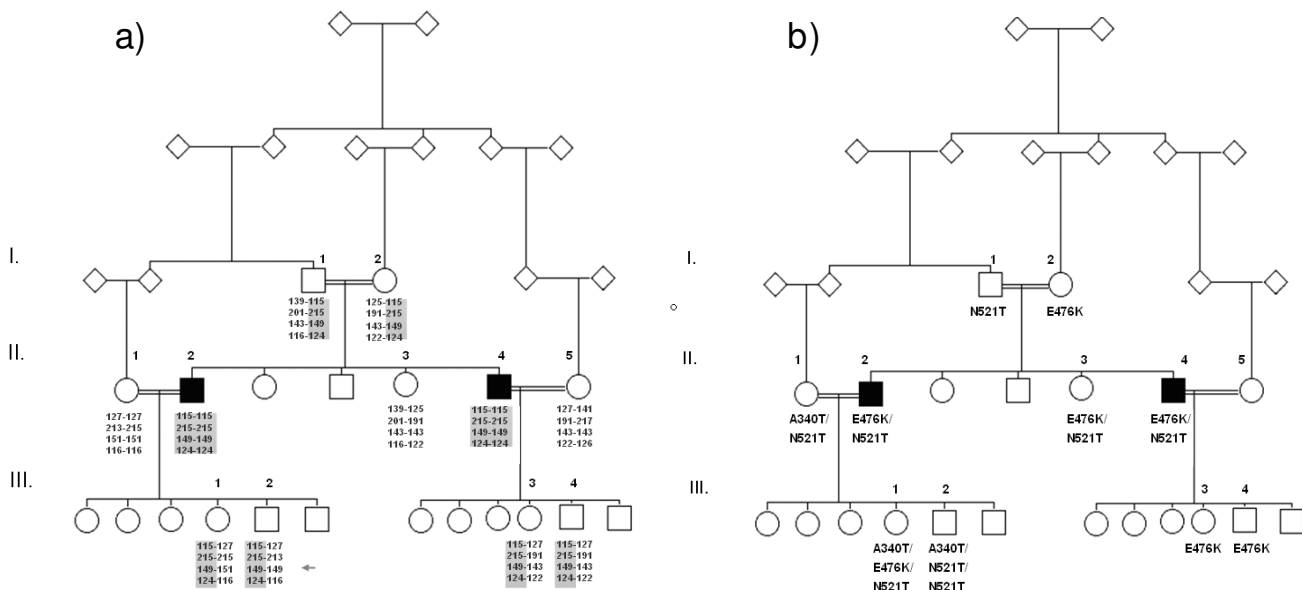 a)
b)
I.
1 2
139-115 125-115
201-215 191-215
143-149 143-149
116-124 122-124
II.
1 2 3 4 5
127-127 115-115 139-125 115-115 127-141
213-215 215-215 201-191 215-215 191-217
151-151 149-149 143-143 149-149 143-143
116-116 124-124 116-122 124-124 122-126
III.
1 2 3 4
115-127 115-127 115-127 115-127
215-215 215-213 215-191 215-191
149-151 149-149 149-143 149-143
124-116 124-116 124-122 124-122
I.
1 2
N521T E476K
II.
1 2 3 4 5
A340T/ E476K/ E476K/ E476K/
N521T N521T N521T N521T
III.
1 2 3 4
A340T/ A340T/ E476K E476K
E476K/ N521T/
N521T N521T